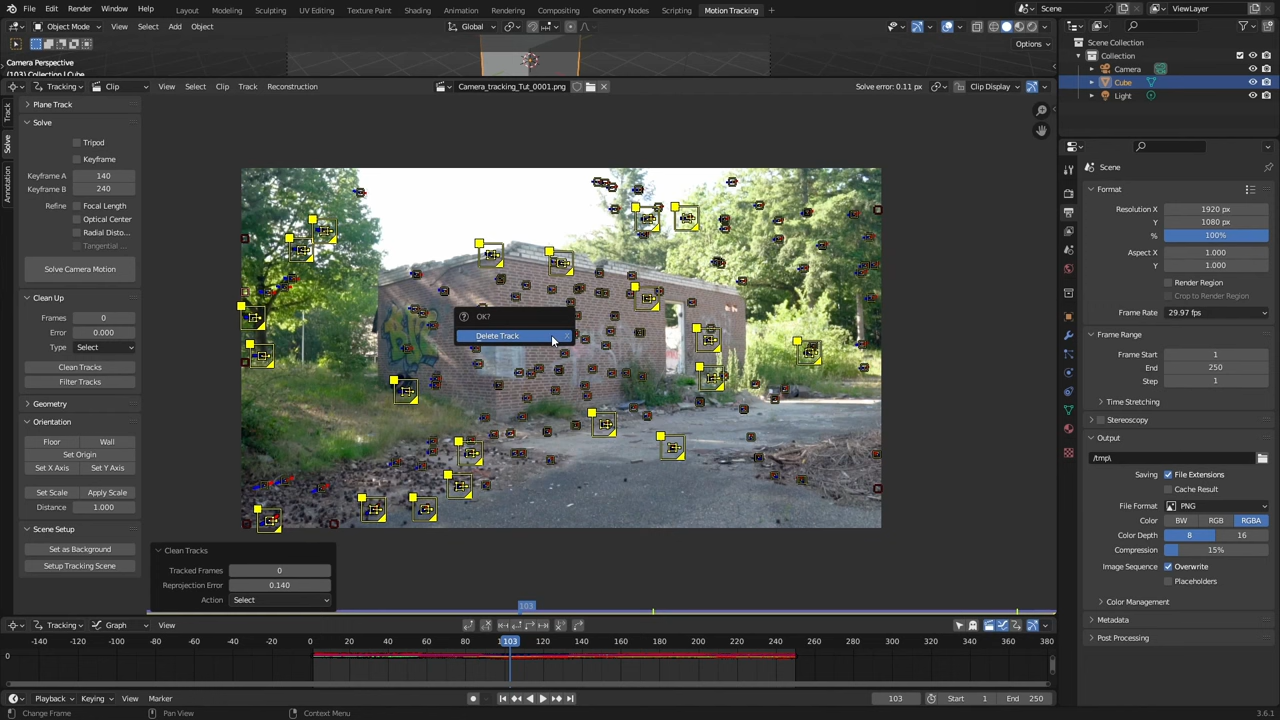 File Edit Render Window Help Layout Modeling Sculpting UV Editing Texture Paint Shading Animation Rendering Compositing Geometry Nodes Scripting Motion Tracking Scene ViewLayer
Object Mode View Select Add Object Global
Options
Camera Perspective
(103) Collection | Cube
Scene Collection
Collection
Camera
Cube
Light
Tracking Clip View Select Clip Track Reconstruction Camera_tracking_Tut_0001.png Solve error: 0.11 px Clip Display
Track
Solve
Annotation
Plane Track
Solve
Tripod
Keyframe
Keyframe A 140
Keyframe B 240
Refine Focal Length
Optical Center
Radial Disto...
Tangential ...
Solve Camera Motion
Clean Up
Frames 0
Error 0.000
Type Select
Clean Tracks
Filter Tracks
Geometry
Orientation
Floor Wall
Set Origin
Set X Axis Set Y Axis
Set Scale Apply Scale
Distance 1.000
Scene Setup
Set as Background
Setup Tracking Scene
OK?
Delete Track X
Clean Tracks
Tracked Frames 0
Reprojection Error 0.140
Action Select
103
Scene
Format
Resolution X 1920 px
Y 1080 px
% 100%
Aspect X 1.000
Y 1.000
Render Region
Crop to Render Region
Frame Rate 29.97 fps
Frame Range
Frame Start 1
End 250
Step 1
Time Stretching
Stereoscopy
Output
/tmp\
Saving File Extensions
Cache Result
File Format PNG
Color BW RGB RGBA
Color Depth 8 16
Compression 15%
Image Sequence Overwrite
Placeholders
Color Management
Metadata
Post Processing
Tracking Graph View
-140 -120 -100 -80 -60 -40 -20 0 20 40 60 80 103 120 140 160 180 200 220 240 260 280 300 320 340 360 380
0
Playback Keying View Marker 103 Start 1 End 250
Change Frame Pan View Context Menu 3.6.1